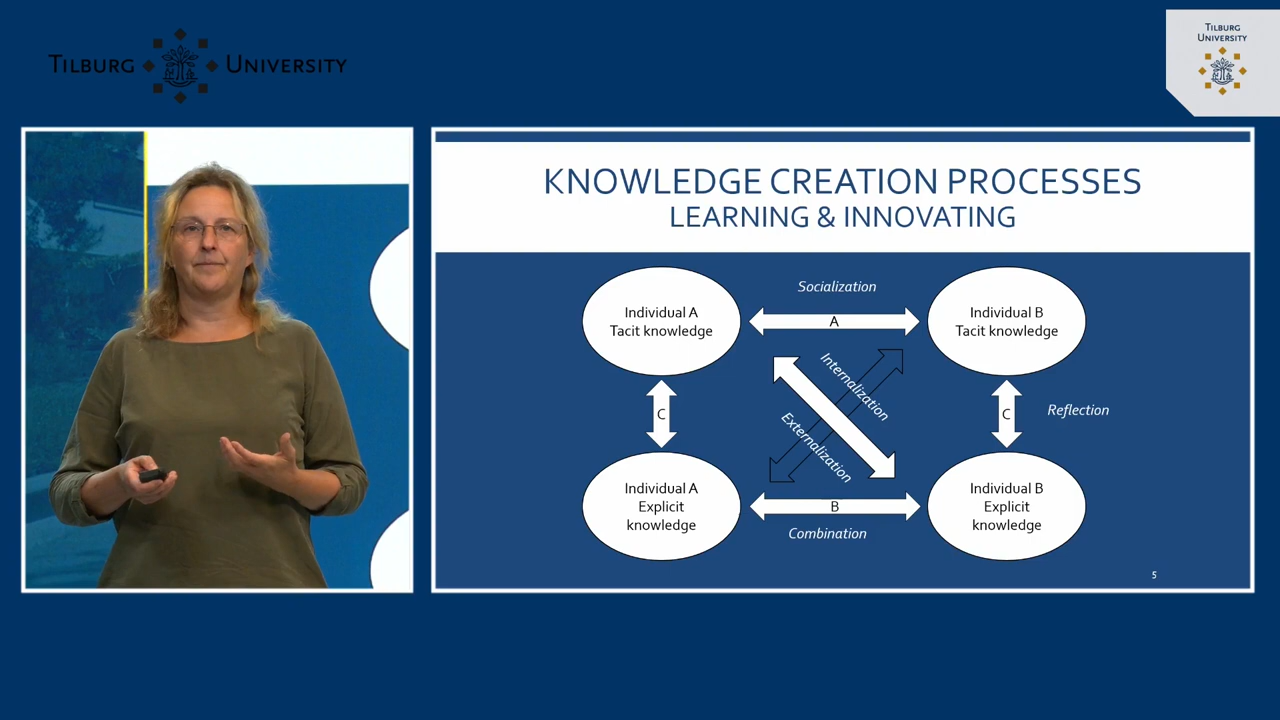 TILBURG UNIVERSITY
TILBURG
UNIVERSITY
KNOWLEDGE CREATION PROCESSES
LEARNING & INNOVATING
Socialization
Individual A
Tacit knowledge
A
Individual B
Tacit knowledge
Internalization
Externalization
C
C
Reflection
Individual A
Explicit
knowledge
B
Individual B
Explicit
knowledge
Combination
5